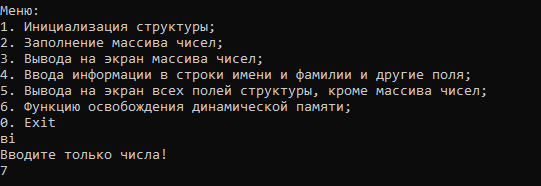 Меню:
1. Инициализация структуры;
2. Заполнение массива чисел;
3. Вывода на экран массива чисел;
4. Ввода информации в строки имени и фамилии и другие поля;
5. Вывода на экран всех полей структуры, кроме массива чисел;
6. Функцию освобождения динамической памяти;
0. Exit
вi
Вводите только числа!
7